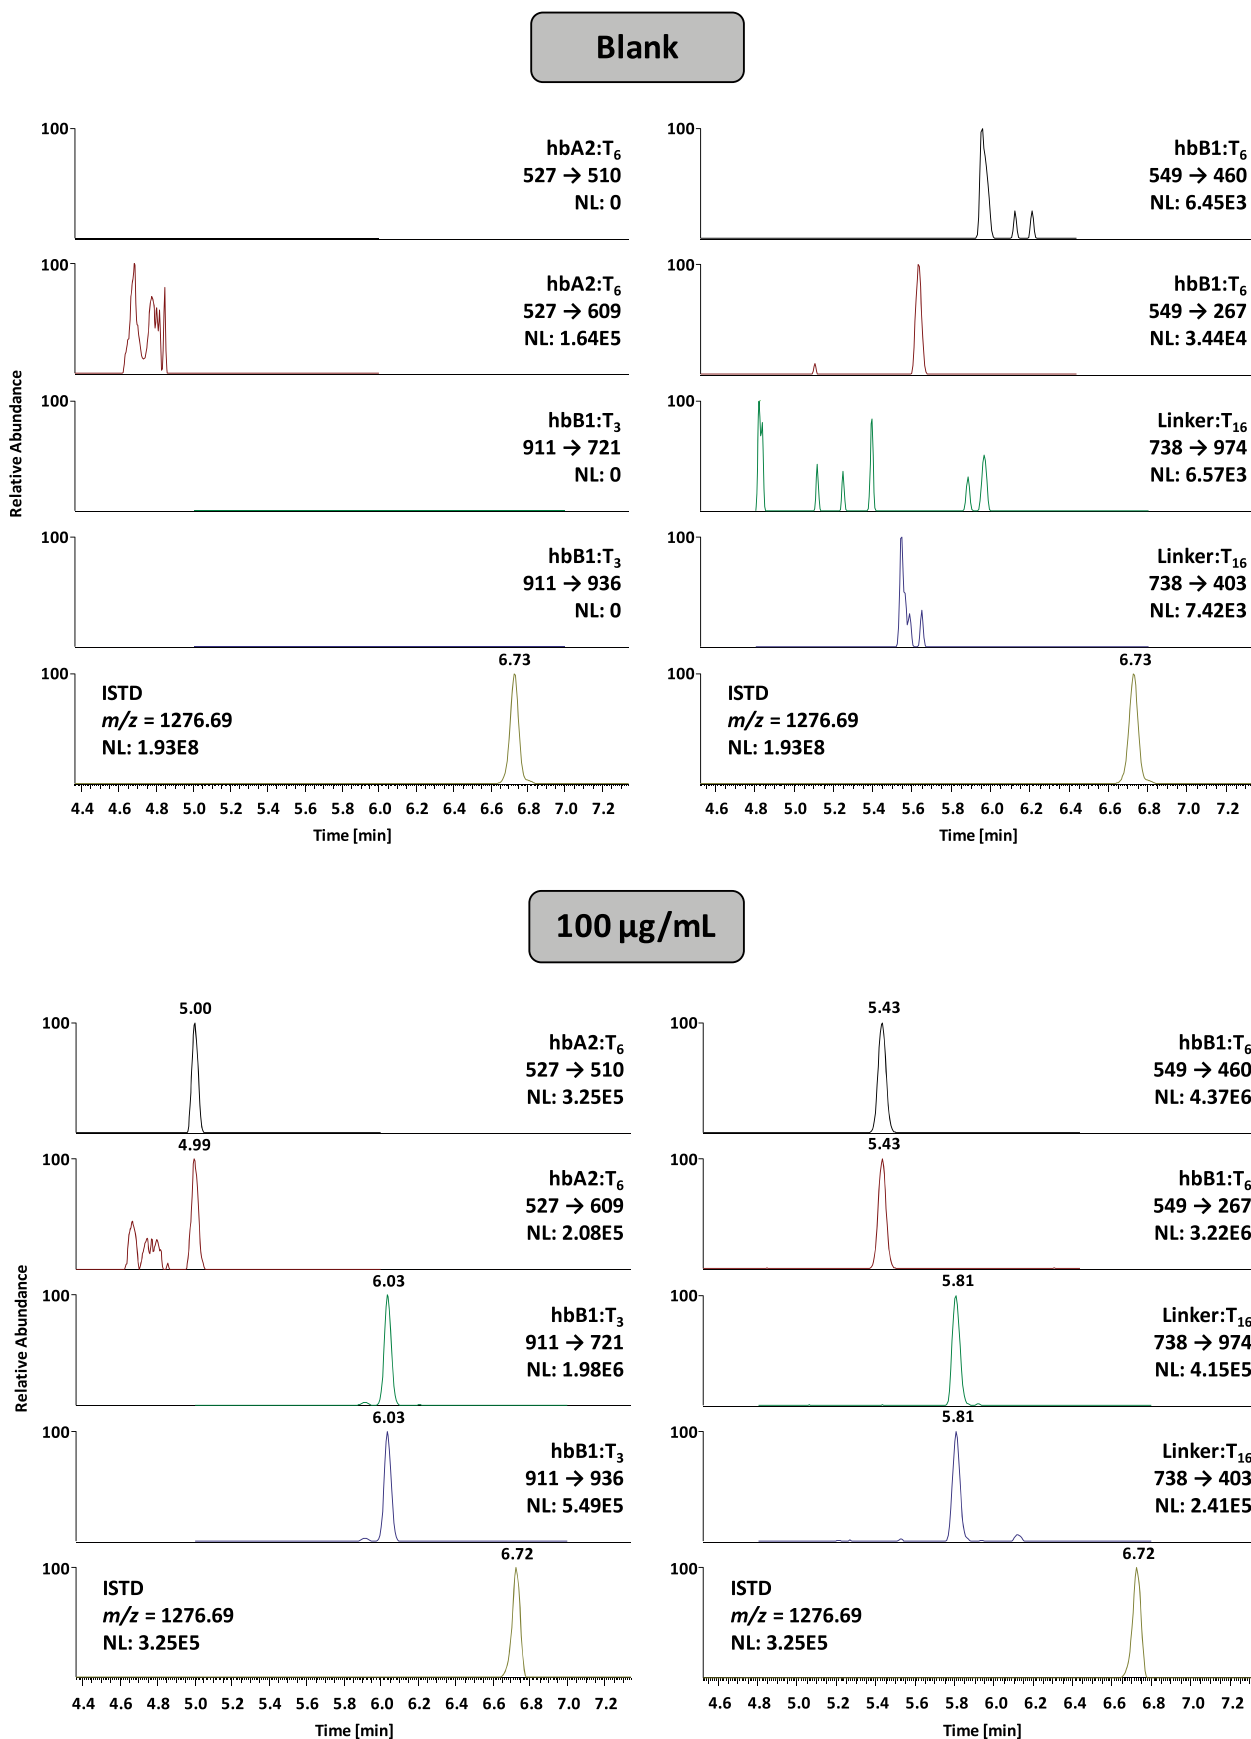 Blank
Relative Abundance
100
hbA2:T₆
527 → 510
NL: 0
100
hbA2:T₆
527 → 609
NL: 1.64E5
100
hbB1:T₃
911 → 721
NL: 0
100
hbB1:T₃
911 → 936
NL: 0
6.73
100
ISTD
m/z = 1276.69
NL: 1.93E8
4.4 4.6 4.8 5.0 5.2 5.4 5.6 5.8 6.0 6.2 6.4 6.6 6.8 7.0 7.2
Time [min]
100
hbB1:T₆
549 → 460
NL: 6.45E3
100
hbB1:T₆
549 → 267
NL: 3.44E4
100
Linker:T₁₆
738 → 974
NL: 6.57E3
100
Linker:T₁₆
738 → 403
NL: 7.42E3
6.73
100
ISTD
m/z = 1276.69
NL: 1.93E8
4.6 4.8 5.0 5.2 5.4 5.6 5.8 6.0 6.2 6.4 6.6 6.8 7.0 7.2
Time [min]
100 µg/mL
Relative Abundance
5.00
100
hbA2:T₆
527 → 510
NL: 3.25E5
4.99
100
hbA2:T₆
527 → 609
NL: 2.08E5
6.03
100
hbB1:T₃
911 → 721
NL: 1.98E6
6.03
100
hbB1:T₃
911 → 936
NL: 5.49E5
6.72
100
ISTD
m/z = 1276.69
NL: 3.25E5
4.4 4.6 4.8 5.0 5.2 5.4 5.6 5.8 6.0 6.2 6.4 6.6 6.8 7.0 7.2
Time [min]
5.43
100
hbB1:T₆
549 → 460
NL: 4.37E6
5.43
100
hbB1:T₆
549 → 267
NL: 3.22E6
5.81
100
Linker:T₁₆
738 → 974
NL: 4.15E5
5.81
100
Linker:T₁₆
738 → 403
NL: 2.41E5
6.72
100
ISTD
m/z = 1276.69
NL: 3.25E5
4.6 4.8 5.0 5.2 5.4 5.6 5.8 6.0 6.2 6.4 6.6 6.8 7.0 7.2
Time [min]